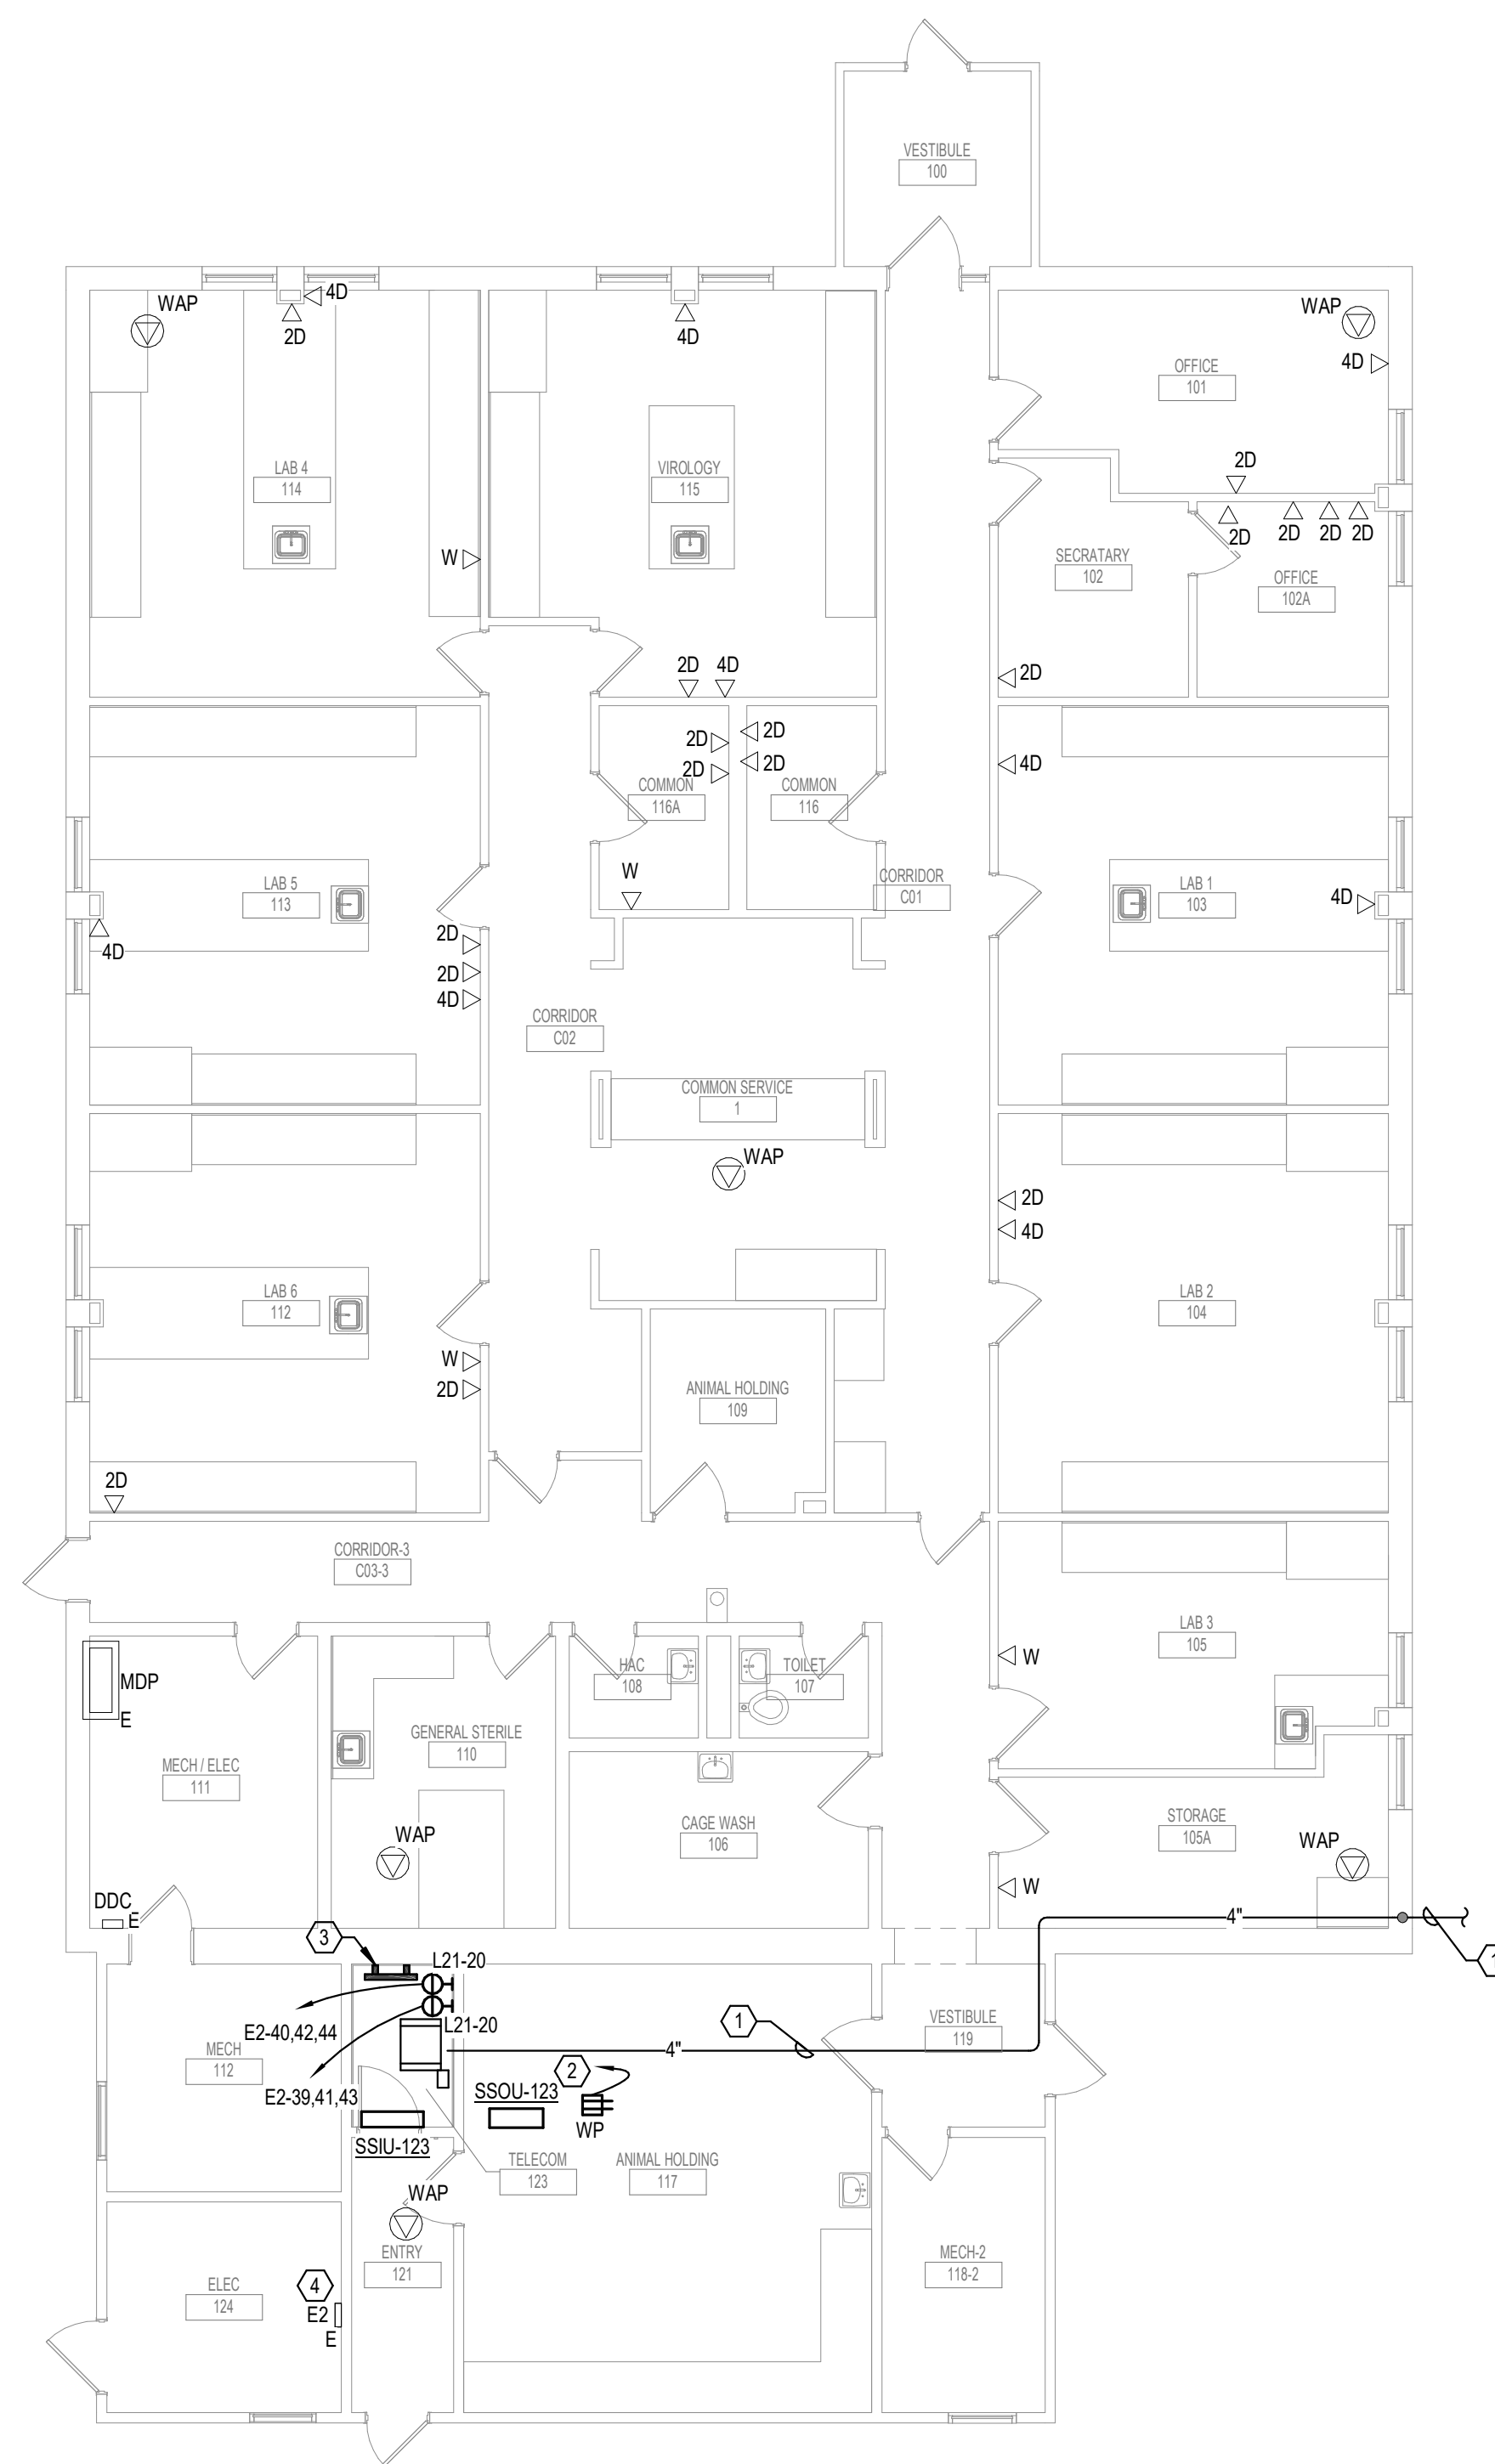 VESTIBULE
100
WAP
4D
2D
4D
WAP
4D
OFFICE
101
LAB 4
114
VIROLOGY
115
2D
2D
2D
2D
2D
W
SECRATARY
102
OFFICE
102A
2D
4D
2D
2D
2D
2D
2D
4D
COMMON
116A
COMMON
116
W
CORRIDOR
C01
LAB 5
113
LAB 1
103
4D
4D
2D
2D
4D
CORRIDOR
C02
COMMON SERVICE
1
WAP
2D
4D
LAB 6
112
LAB 2
104
W
2D
ANIMAL HOLDING
109
2D
CORRIDOR-3
C03-3
LAB 3
105
W
MDP
E
HAC
108
TOILET
107
GENERAL STERILE
110
MECH / ELEC
111
CAGE WASH
106
STORAGE
105A
WAP
WAP
W
DDC
E
4"
3
1
L21-20
E2-40,42,44
L21-20
1
VESTIBULE
119
MECH
112
4"
E2-39,41,43
SSOU-123
2
WP
SSIU-123
TELECOM
123
ANIMAL HOLDING
117
WAP
ENTRY
121
MECH-2
118-2
ELEC
124
4
E2
E